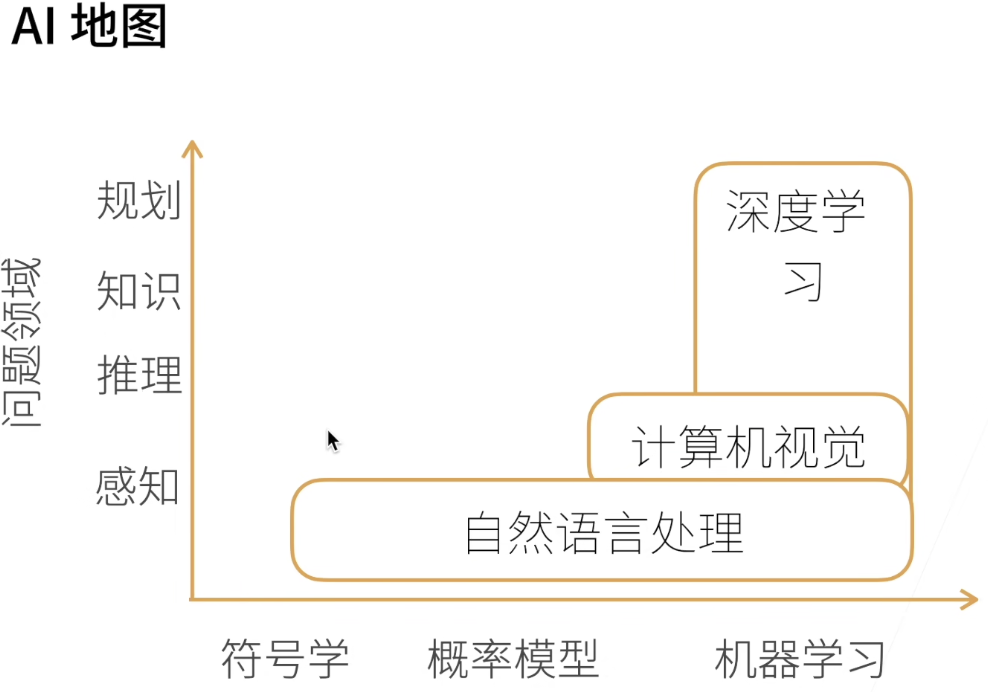 AI 地图
问题领域
规划
知识
推理
感知
深度学
习
计算机视觉
自然语言处理
符号学
概率模型
机器学习